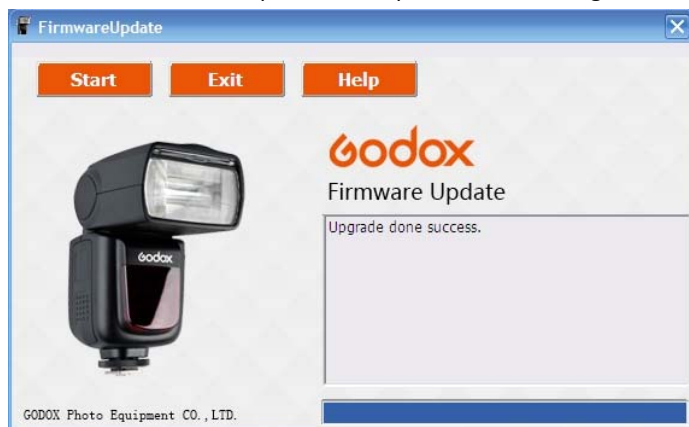 FirmwareUpdate
Start Exit Help
Godox
Firmware Update
Upgrade done success.
Godox
GODOX Photo Equipment CO.,LTD.